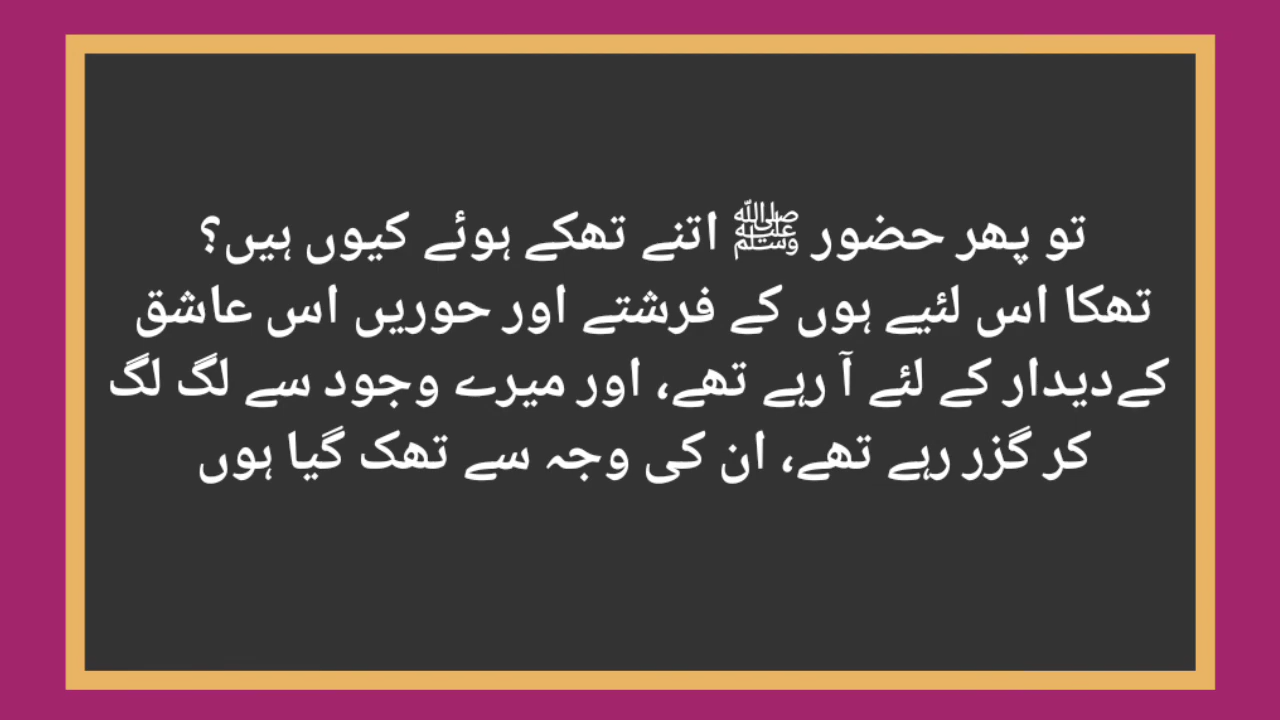 تو پھر حضور ﷺ اتنے تھکے ہوئے کیوں ہیں؟
تھکا اس لئیے ہوں کے فرشتے اور حوریں اس عاشق
کےدیدار کے لئے آ رہے تھے، اور میرے وجود سے لگ لگ
کر گزر رہے تھے، ان کی وجہ سے تھک گیا ہوں